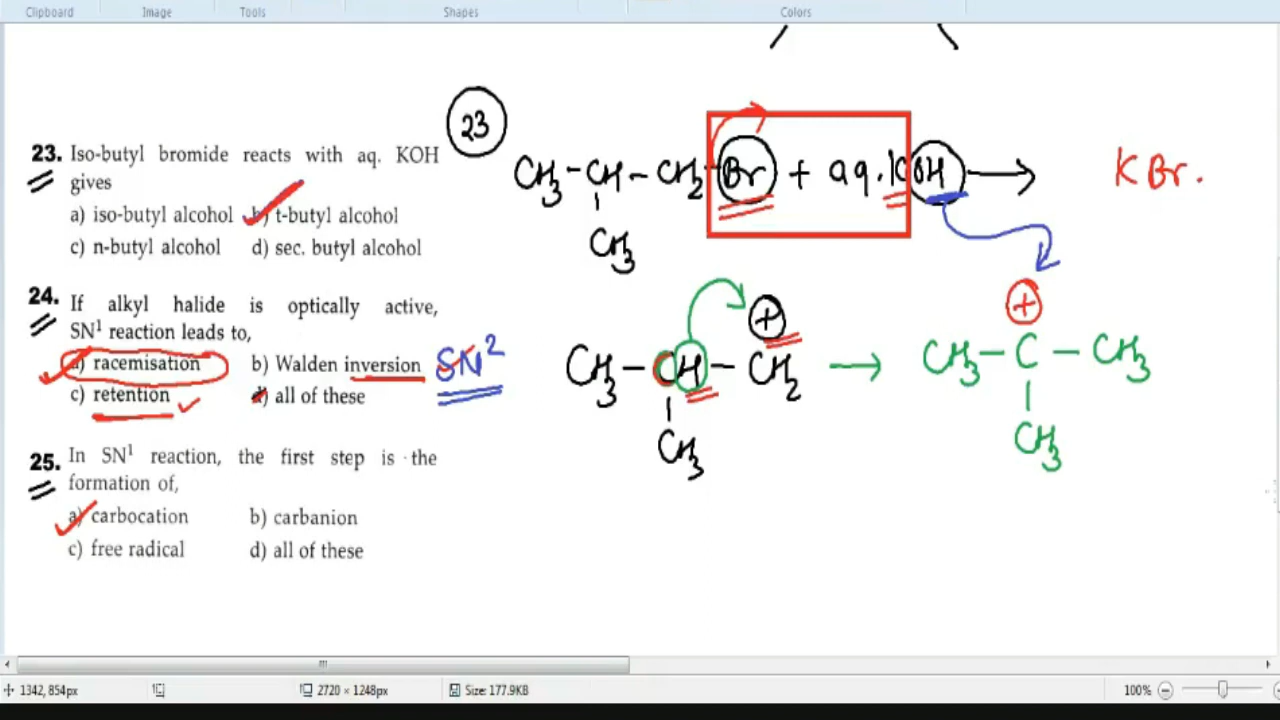 Clipboard Image Tools Shapes Colors
23. Iso-butyl bromide reacts with aq. KOH
gives
a) iso-butyl alcohol b) t-butyl alcohol
c) n-butyl alcohol d) sec. butyl alcohol
24. If alkyl halide is optically active,
SN¹ reaction leads to,
a) racemisation b) Walden inversion SN²
c) retention d) all of these
25. In SN¹ reaction, the first step is the
formation of,
a) carbocation b) carbanion
c) free radical d) all of these
23
CH₃-CH-CH₂-Br + aq.KOH → KBr.
CH₃
CH₃-CH-CH₂ → CH₃-C-CH₃
+ +
CH₃ CH₃
1342, 854px 2720 × 1248px Size: 177.9KB 100%